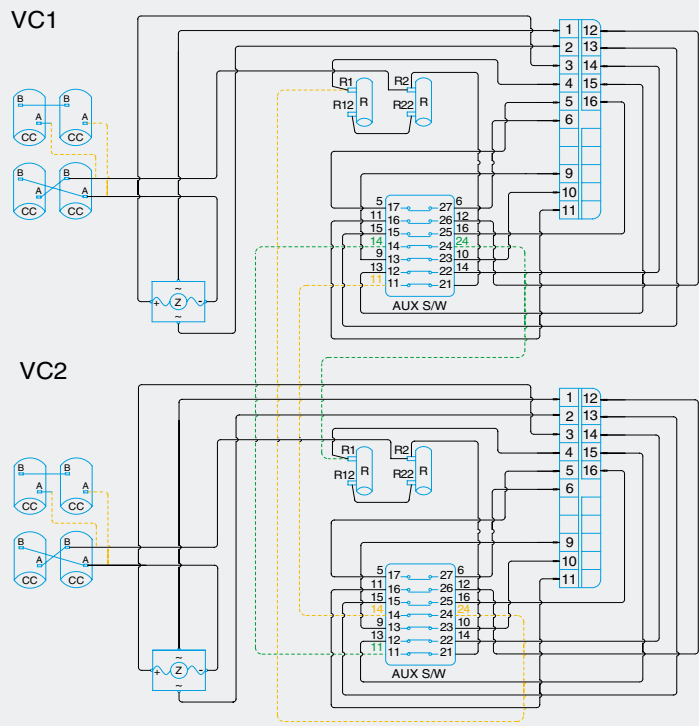 VC1
1 12
2 13
3 14
4 15
5 16
6
9
10
11
R1 R2
R R
R12 R22
B B
A A
CC CC
B B
A A
CC CC
~
+ Z -
~
5 17 27 6
11 16 26 12
15 15 25 16
14 14 24 24
9 13 23 10
13 12 22 14
11 11 21
AUX S/W
VC2
1 12
2 13
3 14
4 15
5 16
6
9
10
11
R1 R2
R R
R12 R22
B B
A A
CC CC
B B
A A
CC CC
~
+ Z -
~
5 17 27 6
11 16 26 12
15 15 25 16
14 14 24 24
9 13 23 10
13 12 22 14
11 11 21
AUX S/W